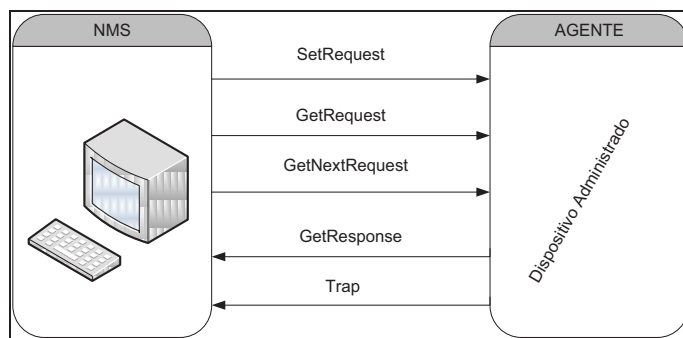 NMS
AGENTE
SetRequest
GetRequest
GetNextRequest
GetResponse
Trap
Dispositivo Administrado